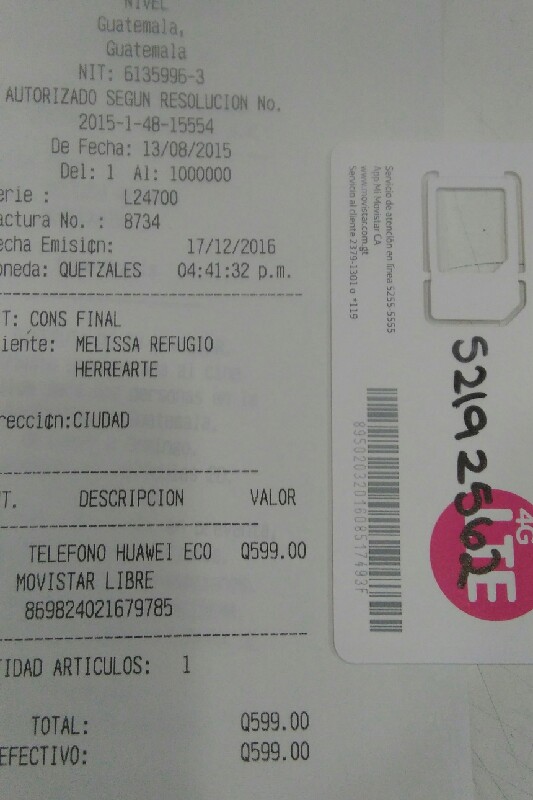 NIVEL
Guatemala,
Guatemala
NIT: 6135996-3
AUTORIZADO SEGUN RESOLUCION No.
2015-1-48-15554
De Fecha: 13/08/2015
Del: 1 Al: 1000000
erie : L24700
actura No. : 8734
echa Emisión: 17/12/2016
oneda: QUETZALES 04:41:32 p.m.
T: CONS FINAL
iente: MELISSA REFUGIO
HERREARTE
rección:CIUDAD
T. DESCRIPCION VALOR
TELEFONO HUAWEI ECO Q599.00
MOVISTAR LIBRE
869824021679785
TIDAD ARTICULOS: 1
TOTAL: Q599.00
EFECTIVO: Q599.00
Servicio de atención en línea 5255-5555
App Mi Movistar CA
www.movistar.com.gt
Servicio al cliente 2379-1301 o *119
8950203201608517493F
52192562
4G
LTE